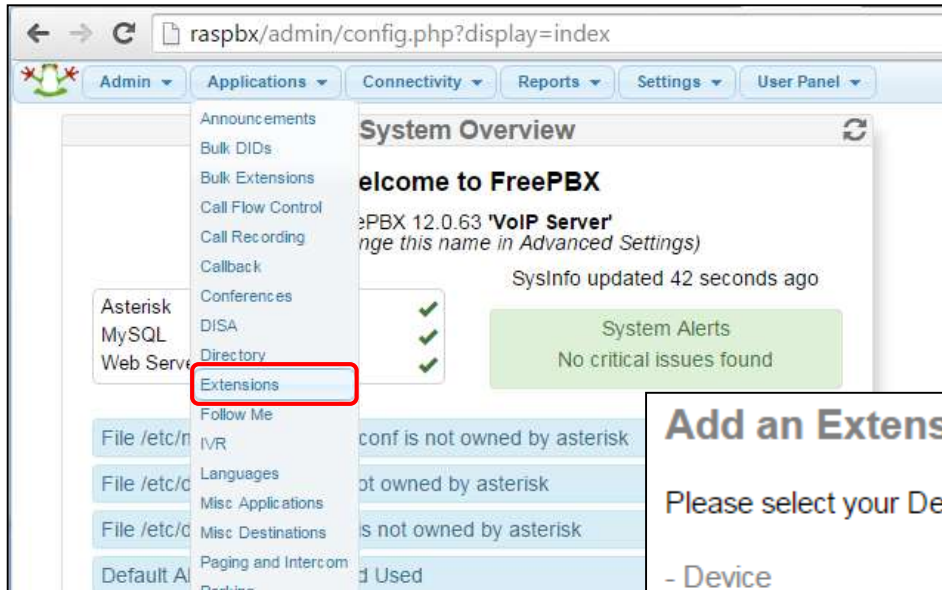 raspbx/admin/config.php?display=index
Admin Applications Connectivity Reports Settings User Panel
System Overview
Announcements
Bulk DIDs
Bulk Extensions
Call Flow Control
Call Recording
Callback
Conferences
DISA
Directory
Extensions
Follow Me
IVR
Languages
Misc Applications
Misc Destinations
Paging and Intercom
elcome to FreePBX
ePBX 12.0.63 'VoIP Server'
nge this name in Advanced Settings)
SysInfo updated 42 seconds ago
Asterisk
MySQL
Web Serve
System Alerts
No critical issues found
File /etc/n conf is not owned by asterisk
File /etc/d ot owned by asterisk
File /etc/d is not owned by asterisk
Default A d Used
Add an Extens
Please select your De
- Device